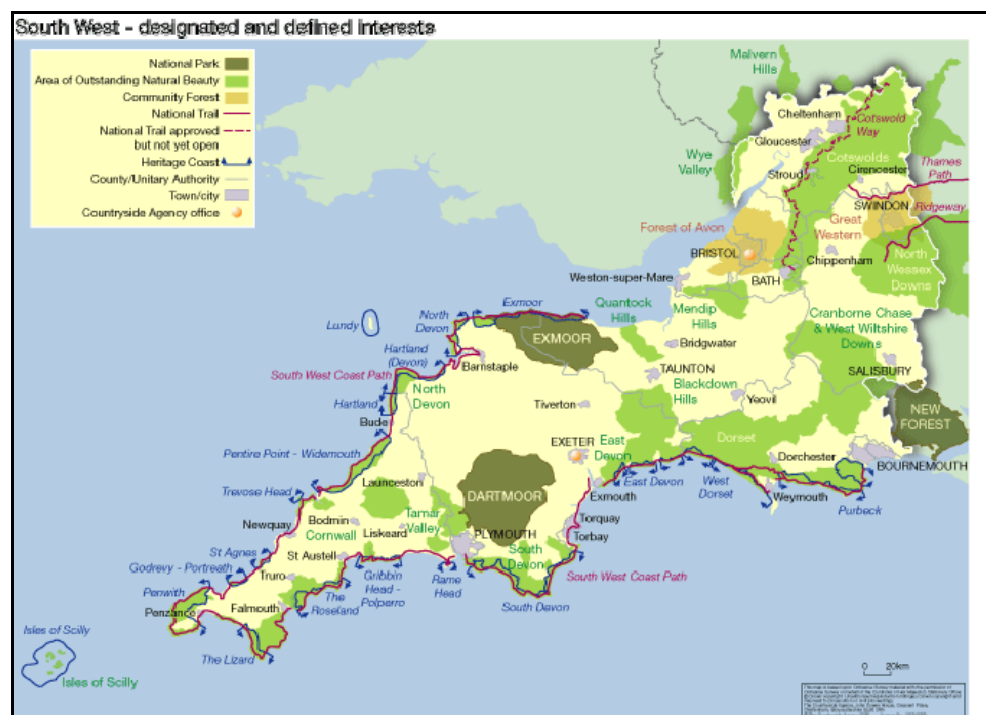 South West - designated and defined interests
National Park
Area of Outstanding Natural Beauty
Community Forest
National Trail
National Trail approved
but not yet open
Heritage Coast
County/Unitary Authority
Town/city
Countryside Agency office
Malvern
Hills
Cheltenham
Cotswold
Way
Gloucester
Wye
Valley
Cotswolds
Stroud
Cirencester
Thames
Path
SWINDON
Ridgeway
Forest of Avon
Great
Western
BRISTOL
Chippenham
North
Wessex
Downs
Weston-super-Mare
BATH
Exmoor
Quantock
Hills
Mendip
Hills
Cranborne Chase
& West Wiltshire
Downs
North
Devon
Lundy
EXMOOR
Bridgwater
Hartland
(Devon)
Barnstaple
SALISBURY
South West Coast Path
TAUNTON
Blackdown
Hills
North
Devon
Yeovil
Hartland
Tiverton
NEW
FOREST
Bude
Dorset
EXETER
East
Devon
Pentire Point - Widemouth
Dorchester
BOURNEMOUTH
Launceston
East Devon
West
Dorset
Trevose Head
DARTMOOR
Exmouth
Weymouth
Purbeck
Tamar
Valley
Newquay
Bodmin
Cornwall
Liskeard
Torquay
PLYMOUTH
Torbay
St Agnes
St Austell
South
Devon
Godrevy - Portreath
Truro
Gribbin
Head -
Polperro
Rame
Head
South West Coast Path
Penwith
The
Roseland
South Devon
Penzance
Falmouth
Isles of Scilly
The Lizard
Isles of Scilly
0 20km